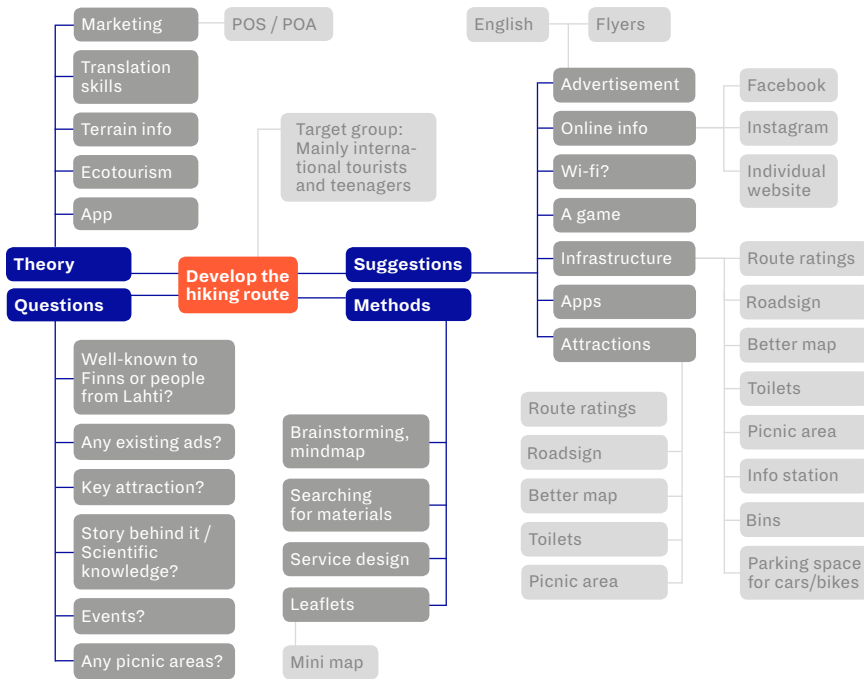 Marketing
POS / POA
Translation
skills
Terrain info
Ecotourism
App
Target group:
Mainly interna-
tional tourists
and teenagers
Theory
Questions
Develop the
hiking route
Suggestions
Methods
Well-known to
Finns or people
from Lahti?
Any existing ads?
Key attraction?
Story behind it /
Scientific
knowledge?
Events?
Any picnic areas?
Brainstorming,
mindmap
Searching
for materials
Service design
Leaflets
Mini map
English
Flyers
Advertisement
Online info
Wi-fi?
A game
Infrastructure
Apps
Attractions
Facebook
Instagram
Individual
website
Route ratings
Roadsign
Better map
Toilets
Picnic area
Info station
Bins
Parking space
for cars/bikes
Route ratings
Roadsign
Better map
Toilets
Picnic area